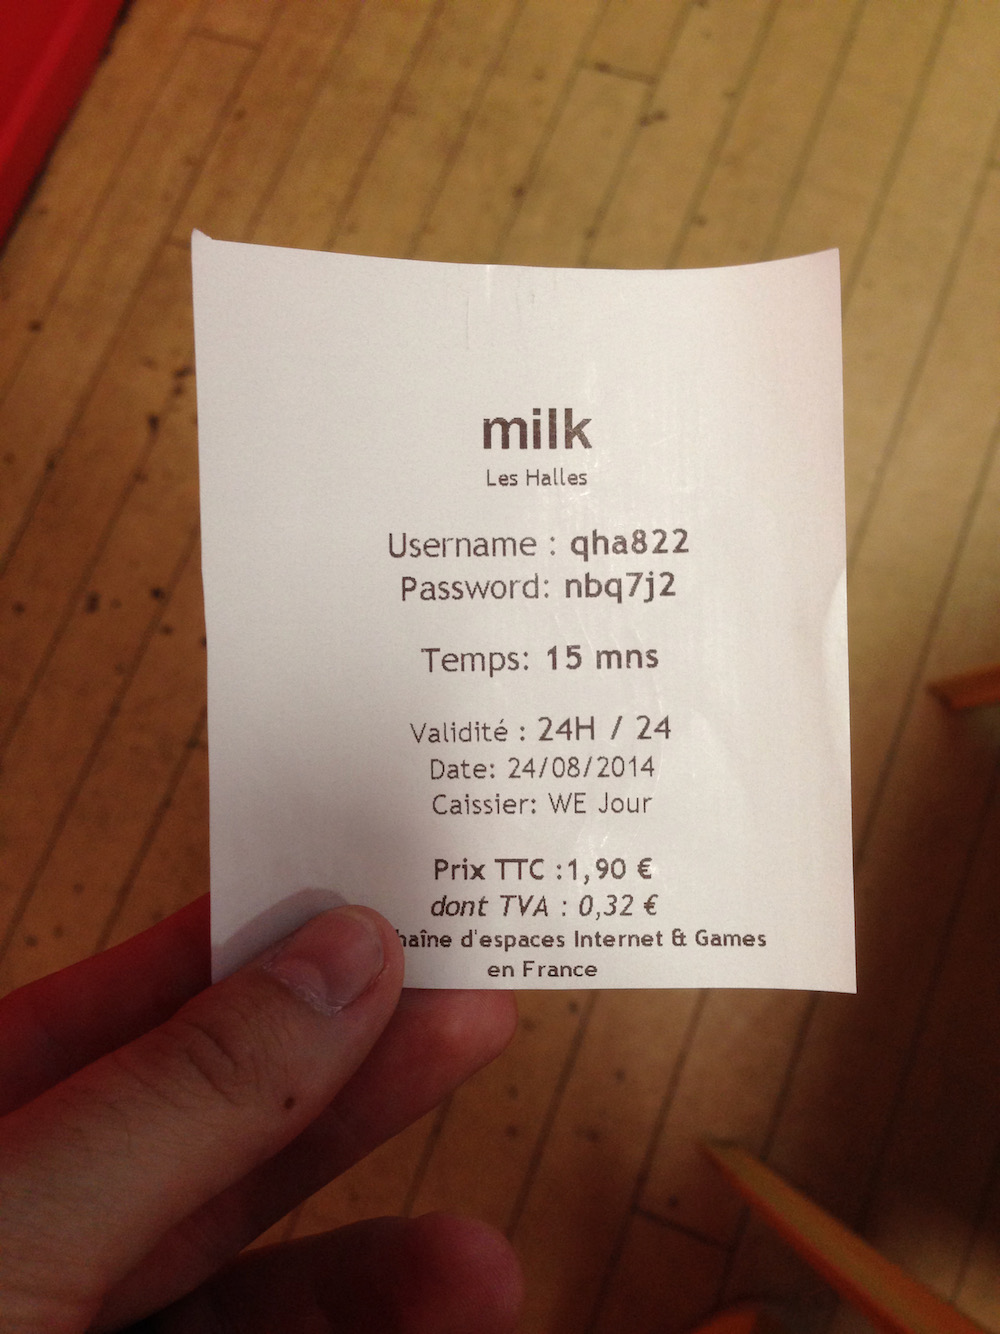 milk
Les Halles
Username : qha822
Password: nbq7j2
Temps: 15 mns
Validité : 24H / 24
Date: 24/08/2014
Caissier: WE Jour
Prix TTC :1,90 €
dont TVA : 0,32 €
d'espaces Internet & Games
en France